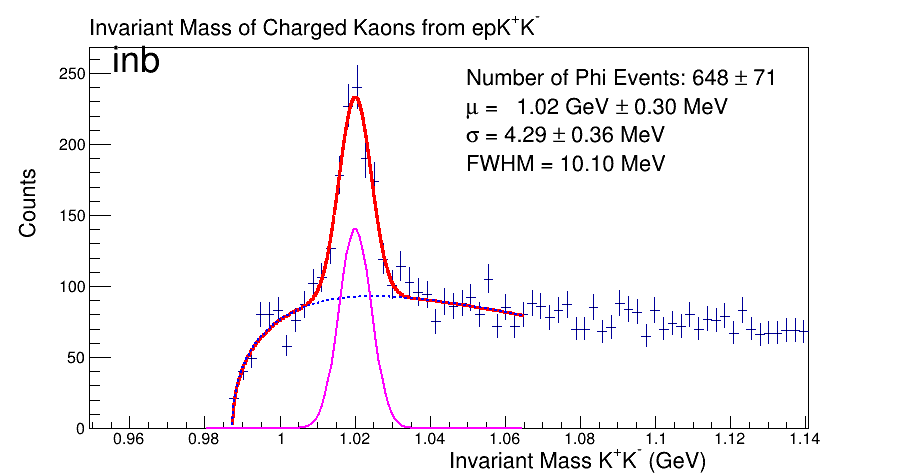 Invariant Mass of Charged Kaons from epK⁺K⁻
inb
Number of Phi Events: 648 ± 71
μ = 1.02 GeV ± 0.30 MeV
σ = 4.29 ± 0.36 MeV
FWHM = 10.10 MeV
Counts
250
200
150
100
50
0
0.96 0.98 1 1.02 1.04 1.06 1.08 1.1 1.12 1.14
Invariant Mass K⁺K⁻ (GeV)